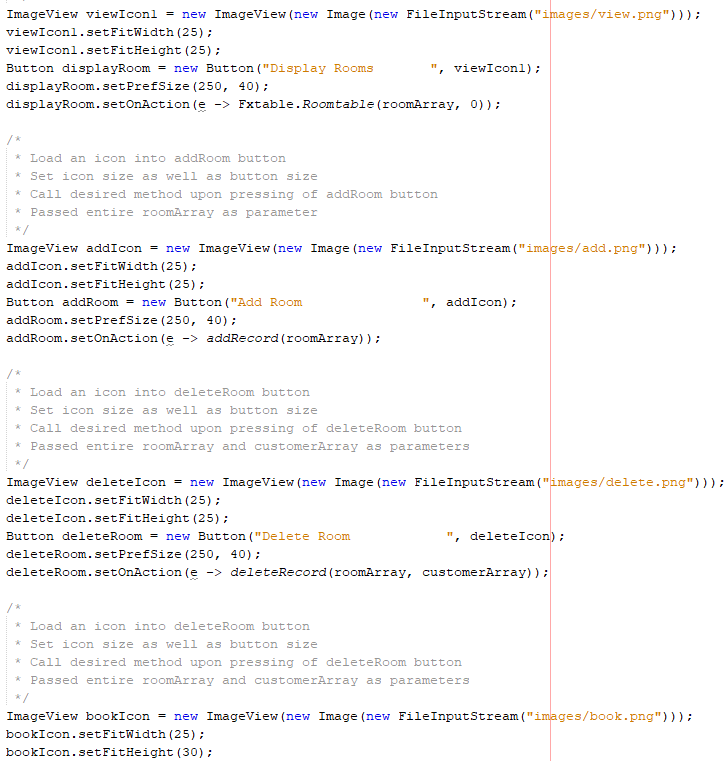 ImageView viewIcon1 = new ImageView(new Image(new FileInputStream("images/view.png")));
viewIcon1.setFitWidth(25);
viewIcon1.setFitHeight(25);
Button displayRoom = new Button("Display Rooms       ", viewIcon1);
displayRoom.setPrefSize(250, 40);
displayRoom.setOnAction(e -> Fxtable.Roomtable(roomArray, 0));

/*
 * Load an icon into addRoom button
 * Set icon size as well as button size
 * Call desired method upon pressing of addRoom button
 * Passed entire roomArray as parameter
 */
ImageView addIcon = new ImageView(new Image(new FileInputStream("images/add.png")));
addIcon.setFitWidth(25);
addIcon.setFitHeight(25);
Button addRoom = new Button("Add Room               ", addIcon);
addRoom.setPrefSize(250, 40);
addRoom.setOnAction(e -> addRecord(roomArray));

/*
 * Load an icon into deleteRoom button
 * Set icon size as well as button size
 * Call desired method upon pressing of deleteRoom button
 * Passed entire roomArray and customerArray as parameters
 */
ImageView deleteIcon = new ImageView(new Image(new FileInputStream("images/delete.png")));
deleteIcon.setFitWidth(25);
deleteIcon.setFitHeight(25);
Button deleteRoom = new Button("Delete Room            ", deleteIcon);
deleteRoom.setPrefSize(250, 40);
deleteRoom.setOnAction(e -> deleteRecord(roomArray, customerArray));

/*
 * Load an icon into deleteRoom button
 * Set icon size as well as button size
 * Call desired method upon pressing of deleteRoom button
 * Passed entire roomArray and customerArray as parameters
 */
ImageView bookIcon = new ImageView(new Image(new FileInputStream("images/book.png")));
bookIcon.setFitWidth(25);
bookIcon.setFitHeight(30);